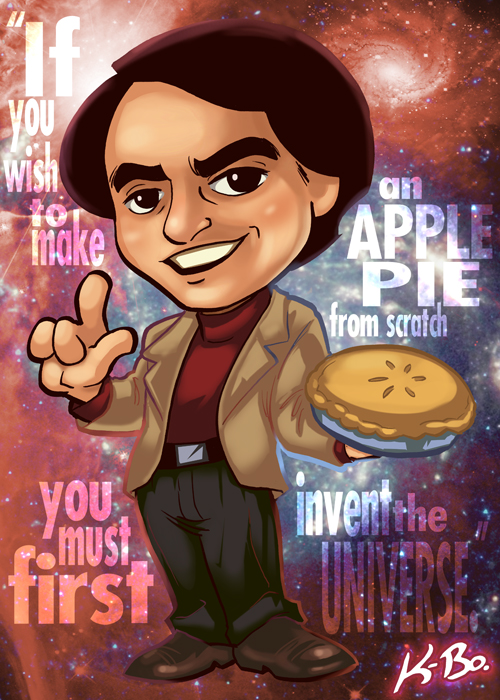 "If
you
wish
to
make
an
APPLE
PIE
from scratch
you
must
first
invent the
UNIVERSE."
K-Bo.